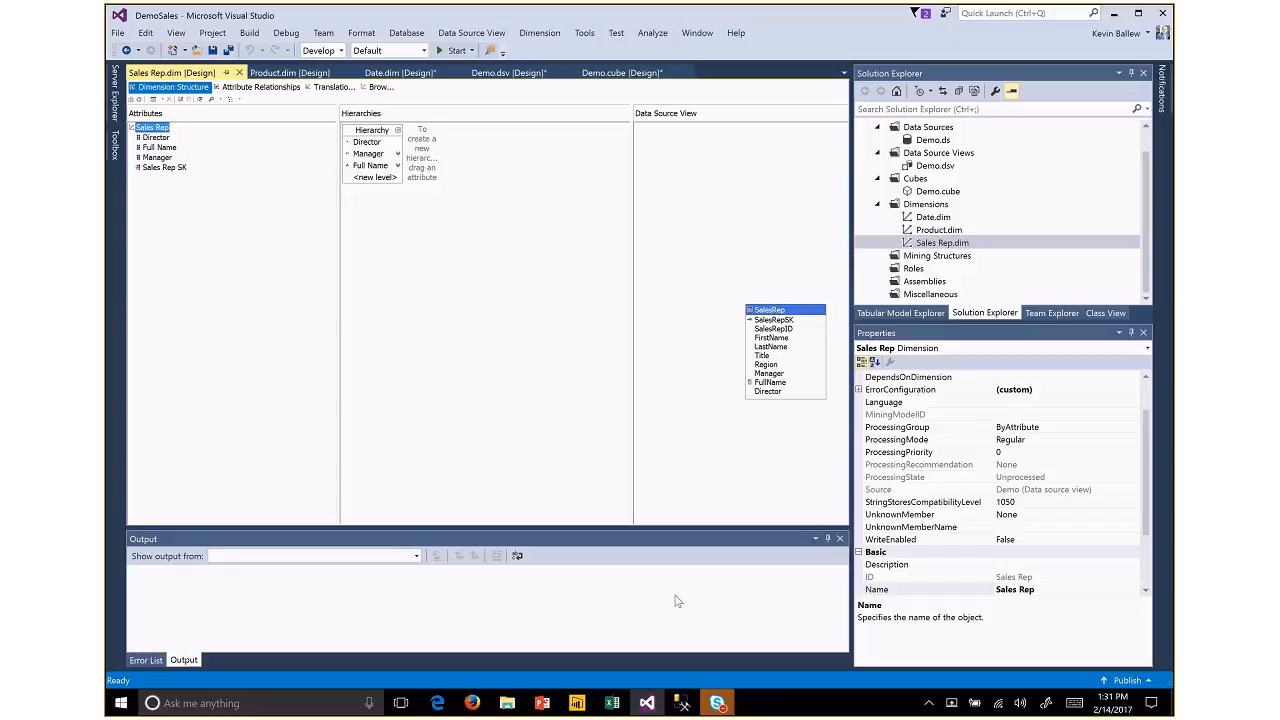 DemoSales - Microsoft Visual Studio
2
Quick Launch (Ctrl+Q)
File Edit View Project Build Debug Team Format Database Dimension Data Source View Tools Test Analyze Window Help
Kevin Ballew
Develop Default Start
Sales Rep.dim [Design] Product.dim [Design] Date.dim [Design]* Demo.dsv [Design]* Demo.cube [Design]*
Dimension Structure Attribute Relationships Translatio... Brow...
Attributes
Sales Rep
Director
Full Name
Manager
Sales Rep SK
Hierarchies
Hierarchy
Director
Manager
Full Name
<new level>
To
create a
new
hierarc...
drag an
attribute
Data Source View
SalesRep
SalesRepSK
SalesRepID
FirstName
LastName
Title
Region
Manager
FullName
Director
Server Explorer
Toolbox
Notifications
Solution Explorer
Search Solution Explorer (Ctrl+;)
Data Sources
Demo.ds
Data Source Views
Demo.dsv
Cubes
Demo.cube
Dimensions
Date.dim
Product.dim
Sales Rep.dim
Mining Structures
Roles
Assemblies
Miscellaneous
Tabular Model Explorer Solution Explorer Team Explorer Class View
Properties
Sales Rep Dimension
DependsOnDimension
ErrorConfiguration (custom)
Language
MiningModelID
ProcessingGroup ByAttribute
ProcessingMode Regular
ProcessingPriority 0
ProcessingRecommendation None
ProcessingState Unprocessed
Source Demo (Data source view)
StringStoresCompatibilityLevel 1050
UnknownMember None
UnknownMemberName
WriteEnabled False
Basic
Description
ID Sales Rep
Name Sales Rep
Name
Specifies the name of the object.
Output
Show output from:
Error List Output
Ready
Publish
Ask me anything
1:31 PM
2/14/2017